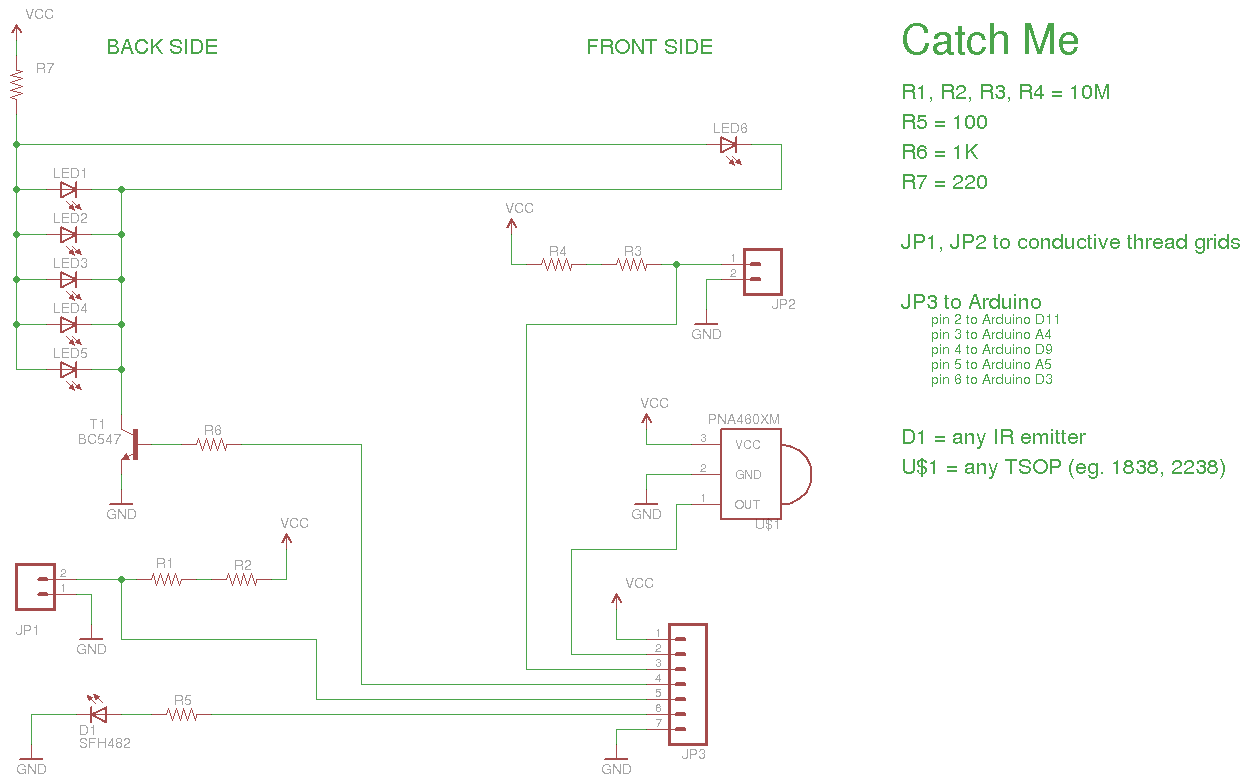 VCC
R7
BACK SIDE
FRONT SIDE
LED6
LED1
LED2
LED3
LED4
LED5
VCC
R4
R3
1
2
JP2
GND
T1
BC547
R6
GND
VCC
PNA460XM
3
VCC
2
GND
1
OUT
GND
U$1
VCC
R1
R2
2
1
JP1
GND
VCC
1
2
3
4
5
6
7
JP3
R5
D1
SFH482
GND
GND
Catch Me
R1, R2, R3, R4 = 10M
R5 = 100
R6 = 1K
R7 = 220
JP1, JP2 to conductive thread grids
JP3 to Arduino
pin 2 to Arduino D11
pin 3 to Arduino A4
pin 4 to Arduino D9
pin 5 to Arduino A5
pin 6 to Arduino D3
D1 = any IR emitter
U$1 = any TSOP (eg. 1838, 2238)